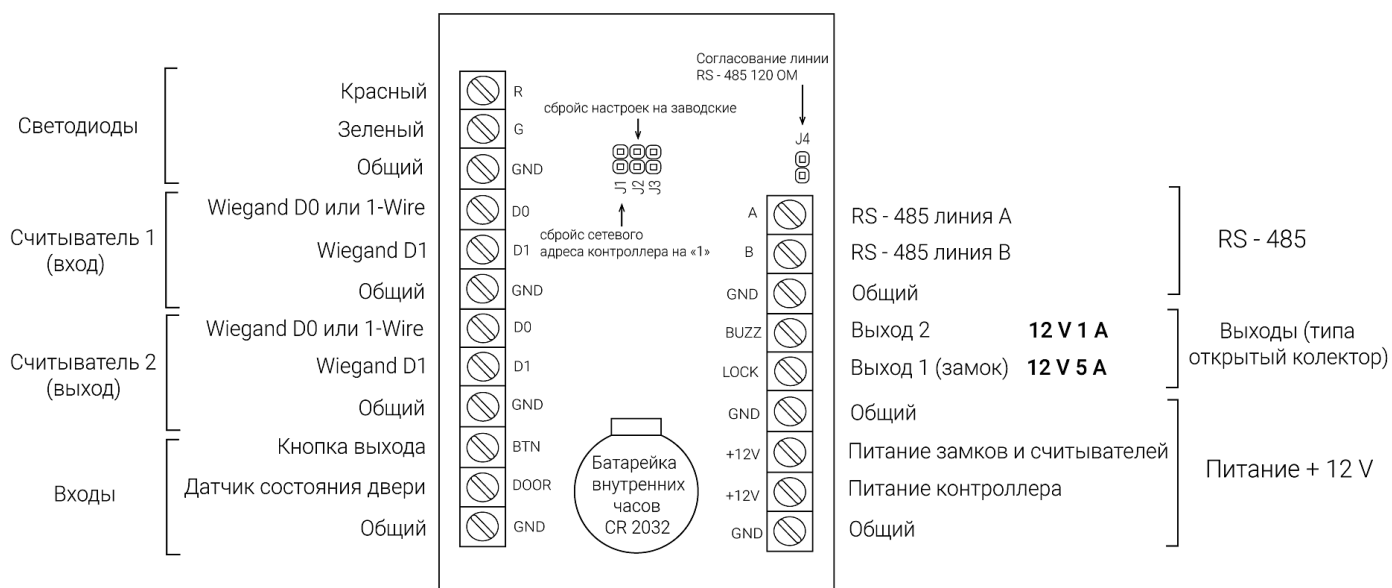 Светодиоды
Красный
R
Зеленый
G
Общий
GND
Считыватель 1
(вход)
Wiegand D0 или 1-Wire
D0
Wiegand D1
D1
Общий
GND
Считыватель 2
(выход)
Wiegand D0 или 1-Wire
D0
Wiegand D1
D1
Общий
GND
Входы
Кнопка выхода
BTN
Датчик состояния двери
DOOR
Общий
GND
сбройс настроек на заводские
J1
J2
J3
сбройс сетевого
адреса контроллера на «1»
Согласование линии
RS - 485 120 ОМ
J4
Батарейка
внутренних
часов
CR 2032
A
RS - 485 линия А
B
RS - 485 линия В
GND
Общий
RS - 485
BUZZ
Выход 2
12 V 1 A
LOCK
Выход 1 (замок)
12 V 5 A
Выходы (типа
открытый колектор)
GND
Общий
+12V
Питание замков и считывателей
+12V
Питание контроллера
GND
Общий
Питание + 12 V